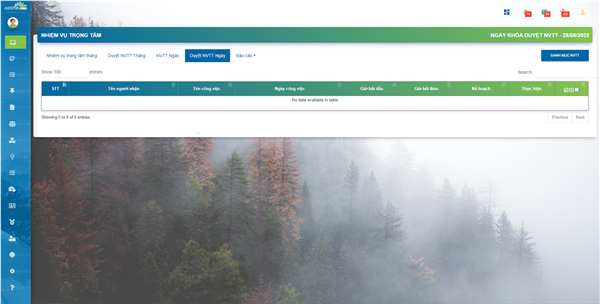 NHIỆM VỤ TRỌNG TÂM
NGÀY KHÓA DUYỆT NVTT - 28/08/2022
Nhiệm vụ trọng tâm tháng
Duyệt NVTT Tháng
NVTT Ngày
Duyệt NVTT Ngày
Báo cáo
DANH MỤC NVTT
Show 100 entries
Search:
STT
Tên người nhận
Tên công việc
Ngày công việc
Giờ bắt đầu
Giờ kết thúc
Kế hoạch
Thực hiện
No data available in table
Showing 0 to 0 of 0 entries
Previous
Next